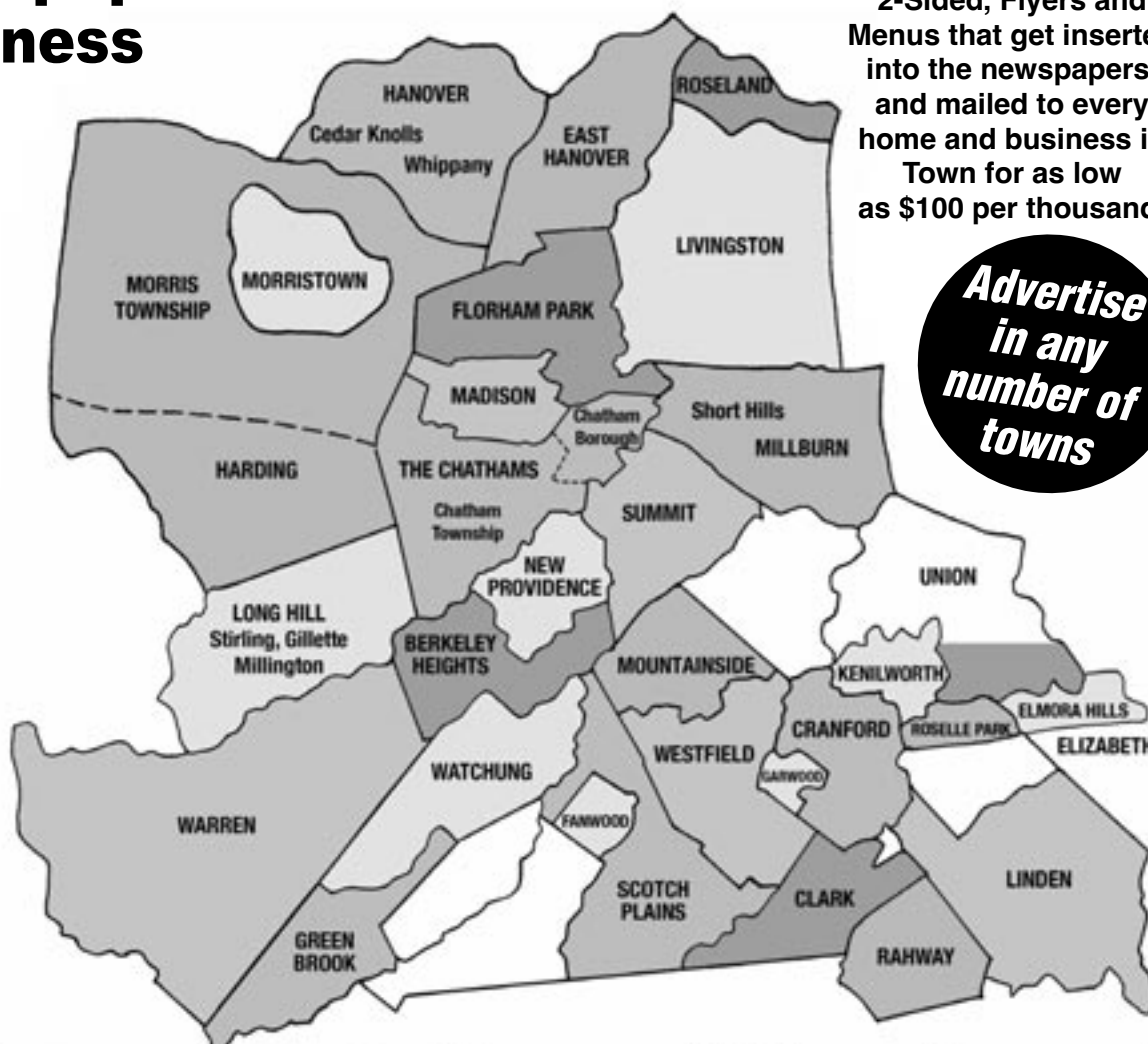 ness
2-Sided, Flyers and
Menus that get inserte
into the newspapers
and mailed to every
home and business i
Town for as low
as $100 per thousand
Advertise
in any
number of
towns
HANOVER
Cedar Knolls
Whippany
EAST
HANOVER
ROSELAND
LIVINGSTON
MORRIS
TOWNSHIP
MORRISTOWN
FLORHAM PARK
MADISON
Chatham
Borough
Short Hills
MILLBURN
HARDING
THE CHATHAMS
Chatham
Township
SUMMIT
NEW
PROVIDENCE
UNION
LONG HILL
Stirling, Gillette
Millington
BERKELEY
HEIGHTS
MOUNTAINSIDE
KENILWORTH
ELMORA HILLS
CRANFORD
ROSELLE PARK
ELIZABETH
WESTFIELD
GARWOOD
WATCHUNG
WARREN
FANWOOD
SCOTCH
PLAINS
CLARK
LINDEN
GREEN
BROOK
RAHWAY